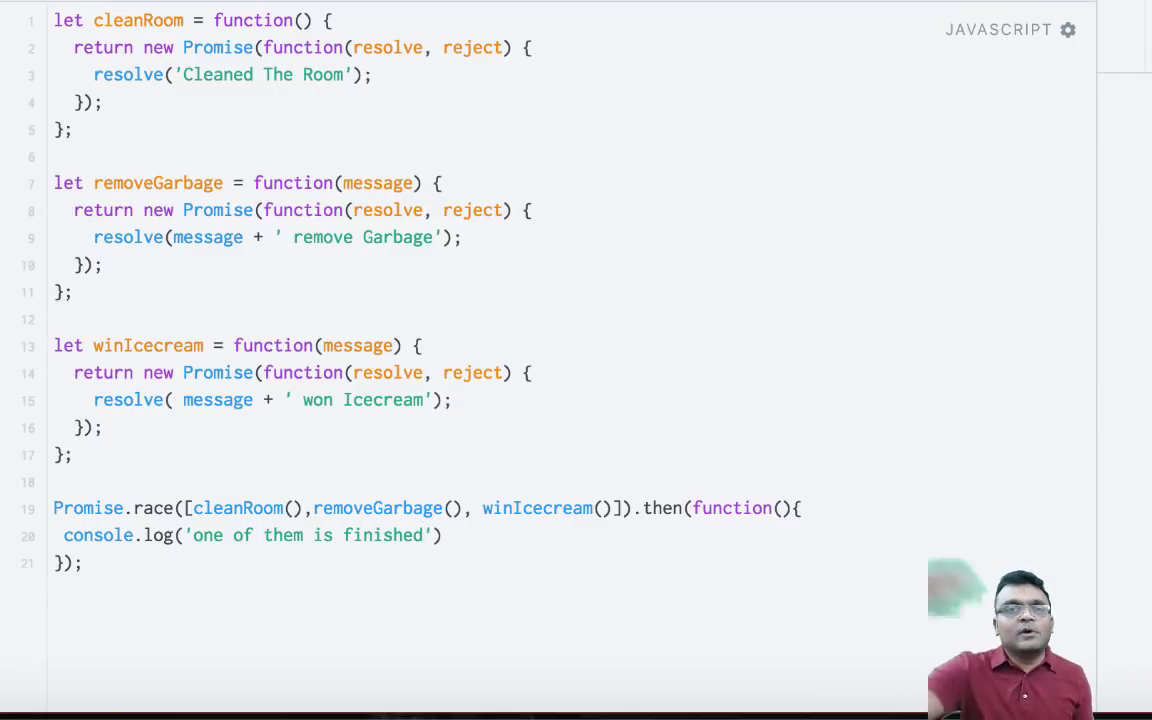 JAVASCRIPT
1 let cleanRoom = function() {
2 return new Promise(function(resolve, reject) {
3 resolve('Cleaned The Room');
4 });
5 };
6
7 let removeGarbage = function(message) {
8 return new Promise(function(resolve, reject) {
9 resolve(message + ' remove Garbage');
10 });
11 };
12
13 let winIcecream = function(message) {
14 return new Promise(function(resolve, reject) {
15 resolve( message + ' won Icecream');
16 });
17 };
18
19 Promise.race([cleanRoom(),removeGarbage(), winIcecream()]).then(function(){
20 console.log('one of them is finished')
21 });